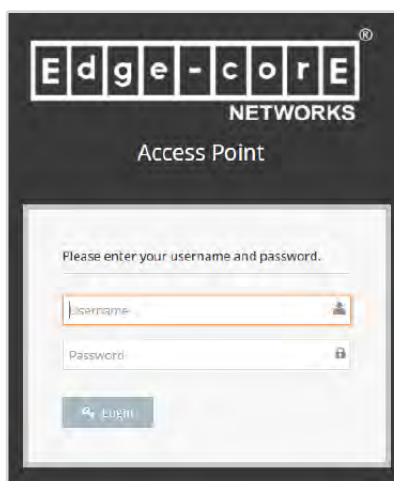 Edge-corE®
NETWORKS
Access Point
Please enter your username and password.
Username
Password
Login